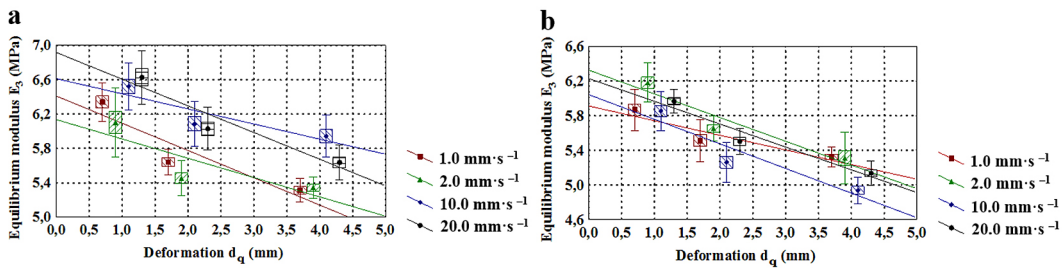 a
Equilibrium modulus E3 (MPa)
7,0
6,6
6,2
5,8
5,4
5,0
0,0 0,5 1,0 1,5 2,0 2,5 3,0 3,5 4,0 4,5 5,0
Deformation dq (mm)
1.0 mm·s −1
2.0 mm·s −1
10.0 mm·s −1
20.0 mm·s −1
b
Equilibrium modulus E3 (MPa)
6,6
6,2
5,8
5,4
5,0
4,6
0,0 0,5 1,0 1,5 2,0 2,5 3,0 3,5 4,0 4,5 5,0
Deformation dq (mm)
1.0 mm·s −1
2.0 mm·s −1
10.0 mm·s −1
20.0 mm·s −1